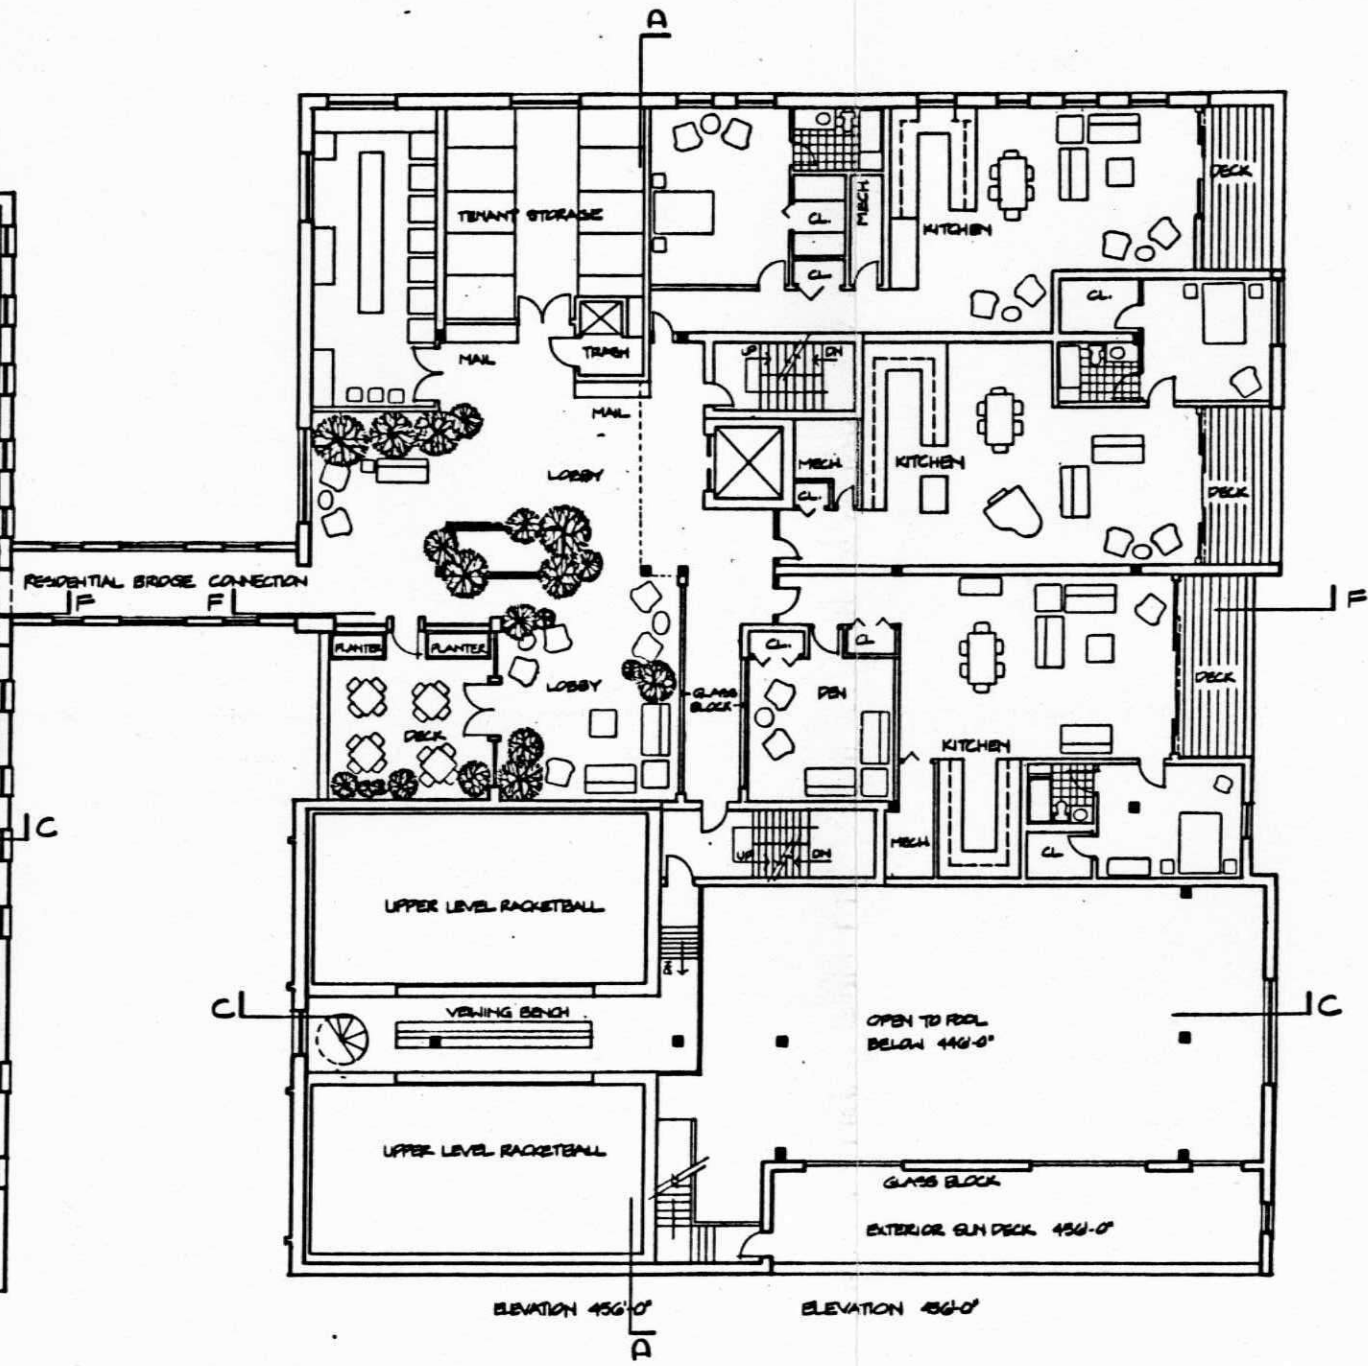 A
DECK
TENANT STORAGE
CL.
MECH.
KITCHEN
CL.
CL.
UP
DN
TRASH
MAIL
MAIL
KITCHEN
MECH.
LOBBY
CL.
DECK
RESIDENTIAL BRIDGE CONNECTION
F
F
F
PLANTER
PLANTER
CL.
CL
DECK
LOBBY
GLASS
BLOCK
DEN
DECK
KITCHEN
C
UP
DN
MECH.
CL
UPPER LEVEL RACKETBALL
DN
C
VEWING BENCH
C
OPEN TO POOL
BELOW 446'-0"
UPPER LEVEL RACKETBALL
GLASS BLOCK
EXTERIOR SUN DECK 456'-0"
ELEVATION 456'-0"
ELEVATION 456'-0"
A